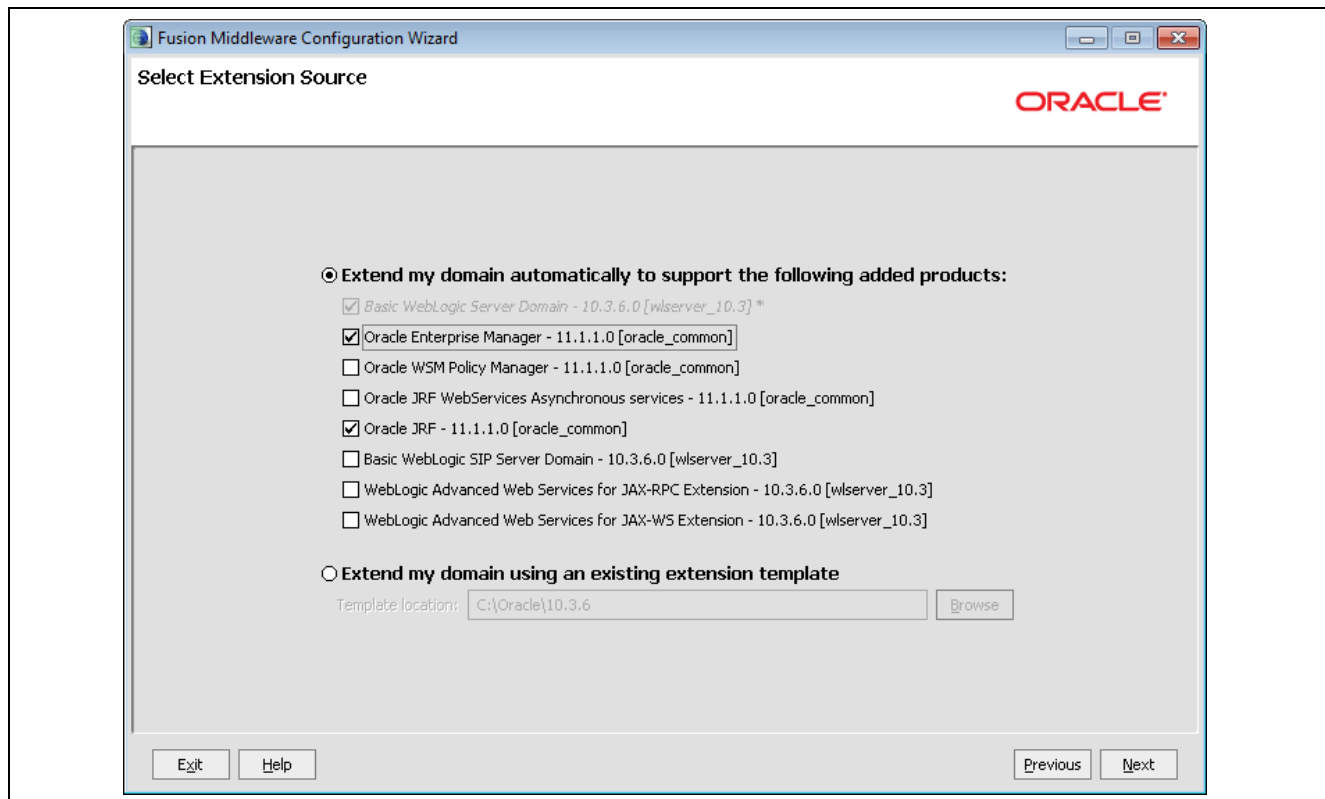 Fusion Middleware Configuration Wizard
Select Extension Source
ORACLE
Extend my domain automatically to support the following added products:
Basic WebLogic Server Domain - 10.3.6.0 [wlserver_10.3] *
Oracle Enterprise Manager - 11.1.1.0 [oracle_common]
Oracle WSM Policy Manager - 11.1.1.0 [oracle_common]
Oracle JRF WebServices Asynchronous services - 11.1.1.0 [oracle_common]
Oracle JRF - 11.1.1.0 [oracle_common]
Basic WebLogic SIP Server Domain - 10.3.6.0 [wlserver_10.3]
WebLogic Advanced Web Services for JAX-RPC Extension - 10.3.6.0 [wlserver_10.3]
WebLogic Advanced Web Services for JAX-WS Extension - 10.3.6.0 [wlserver_10.3]
Extend my domain using an existing extension template
Template location: C:\Oracle\10.3.6 Browse
Exit Help Previous Next